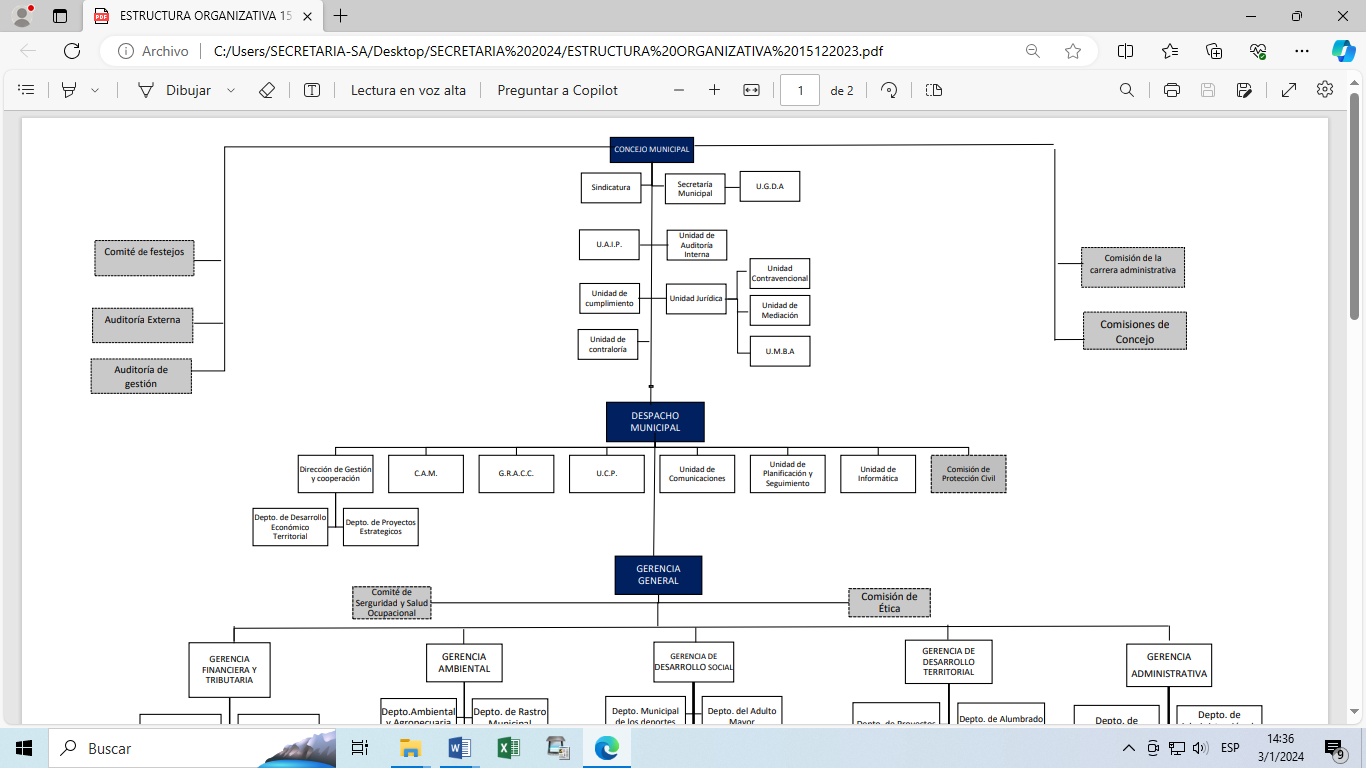 ESTRUCTURA ORGANIZATIVA 15
Archivo
C:/Users/SECRETARIA-SA/Desktop/SECRETARIA%202024/ESTRUCTURA%20ORGANIZATIVA%2015122023.pdf
Dibujar
Lectura en voz alta
Preguntar a Copilot
1
de 2
CONCEJO MUNICIPAL
Sindicatura
Secretaría
Municipal
U.G.D.A
U.A.I.P.
Unidad de
Auditoría
Interna
Comité de festejos
Comisión de la
carrera administrativa
Unidad
Contravencional
Unidad de
cumplimiento
Unidad Jurídica
Unidad de
Mediación
Auditoría Externa
Comisiones de
Concejo
Unidad de
contraloría
U.M.B.A
Auditoría de
gestión
DESPACHO
MUNICIPAL
Dirección de Gestión
y cooperación
C.A.M.
G.R.A.C.C.
U.C.P.
Unidad de
Comunicaciones
Unidad de
Planificación y
Seguimiento
Unidad de
Informática
Comisión de
Protección Civil
Depto. de Desarrollo
Económico
Territorial
Depto. de Proyectos
Estrategicos
GERENCIA
GENERAL
Comité de
Serguridad y Salud
Ocupacional
Comisión de
Ética
GERENCIA
FINANCIERA Y
TRIBUTARIA
GERENCIA
AMBIENTAL
GERENCIA DE
DESARROLLO SOCIAL
GERENCIA DE
DESARROLLO
TERRITORIAL
GERENCIA
ADMINISTRATIVA
Depto.Ambiental
y Agropecuaria
Depto. de Rastro
Municipal
Depto. Municipal
de los deportes
Depto. del Adulto
Mayor
Depto. de Proyectos
Depto. de Alumbrado
Depto. de
Depto. de
Buscar
ESP
14:36
3/1/2024
9